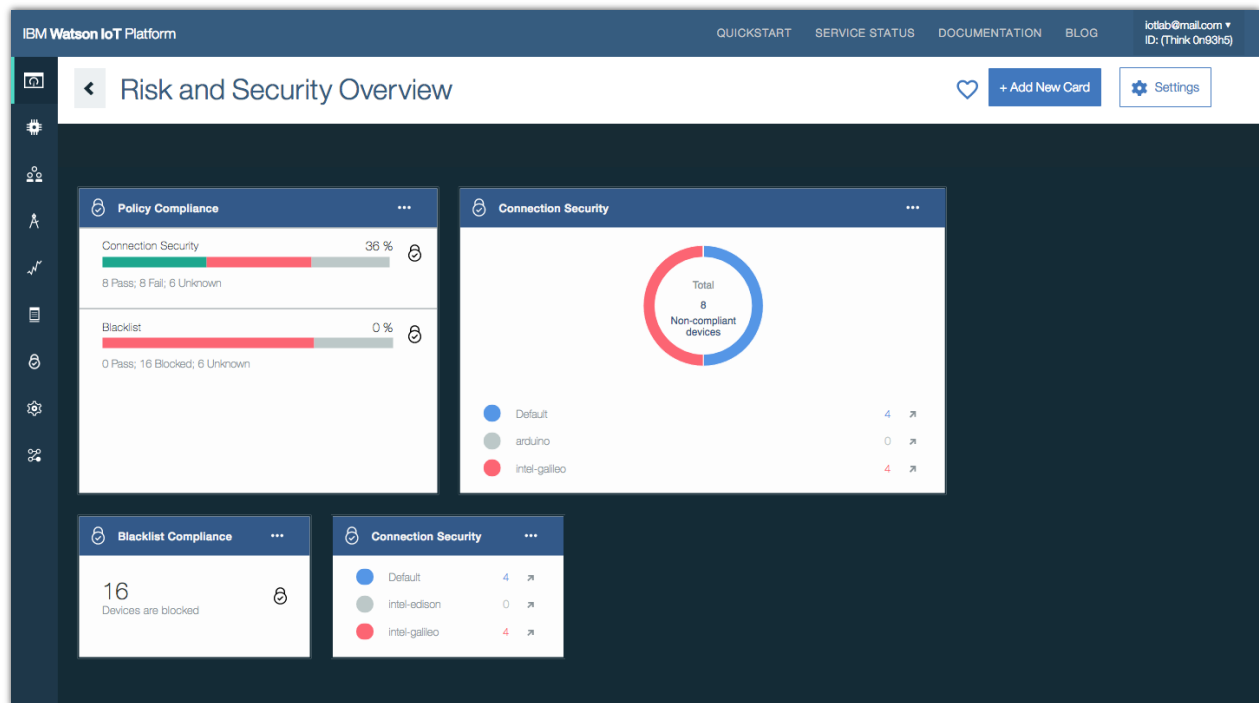 IBM Watson IoT Platform
QUICKSTART
SERVICE STATUS
DOCUMENTATION
BLOG
iotlab@mail.com ▾
ID: (Think 0n93h5)
Risk and Security Overview
+ Add New Card
Settings
Policy Compliance
Connection Security 36 %
8 Pass; 8 Fail; 6 Unknown
Blacklist 0 %
0 Pass; 16 Blocked; 6 Unknown
Connection Security
Total
8
Non-compliant
devices
Default 4
arduino 0
intel-galileo 4
Blacklist Compliance
16
Devices are blocked
Connection Security
Default 4
intel-edison 0
intel-galileo 4